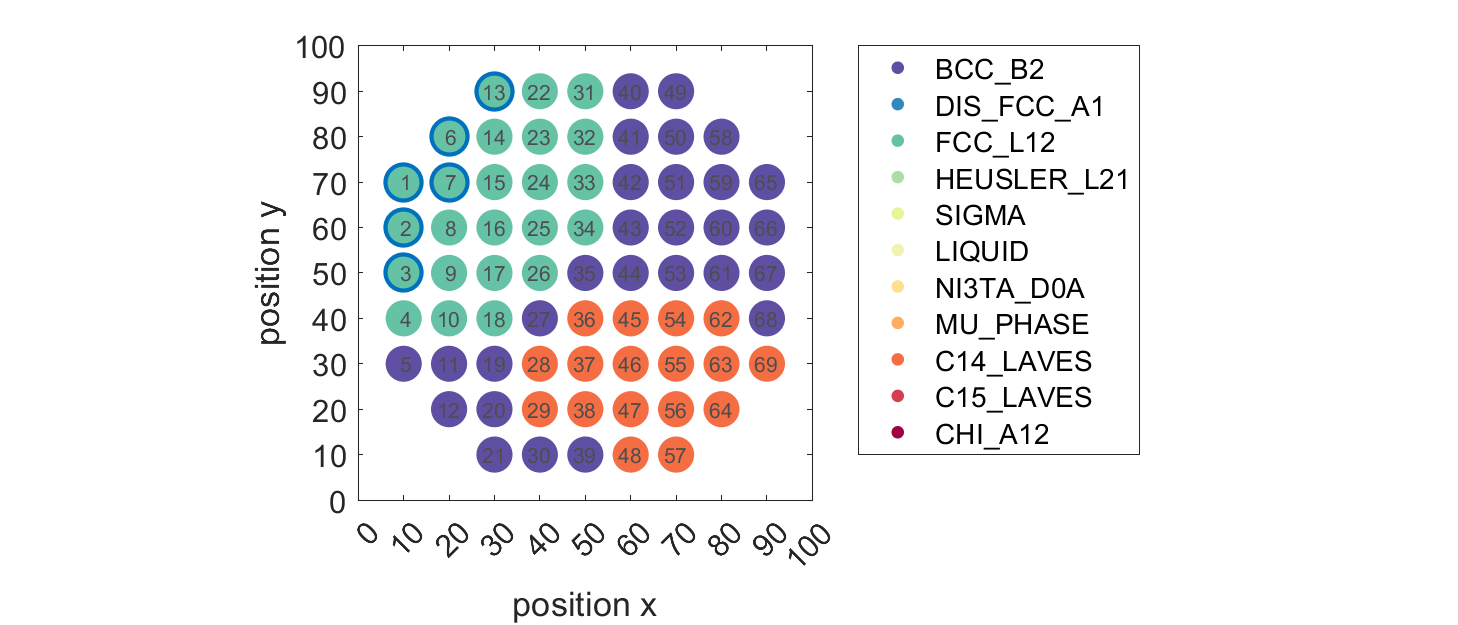 100
90
80
70
60
50
40
30
20
10
0
position y
13 22 31 40 49
6 14 23 32 41 50 58
1 7 15 24 33 42 51 59 65
2 8 16 25 34 43 52 60 66
3 9 17 26 35 44 53 61 67
4 10 18 27 36 45 54 62 68
5 11 19 28 37 46 55 63 69
12 20 29 38 47 56 64
21 30 39 48 57
0 10 20 30 40 50 60 70 80 90 100
position x
BCC_B2
DIS_FCC_A1
FCC_L12
HEUSLER_L21
SIGMA
LIQUID
NI3TA_D0A
MU_PHASE
C14_LAVES
C15_LAVES
CHI_A12